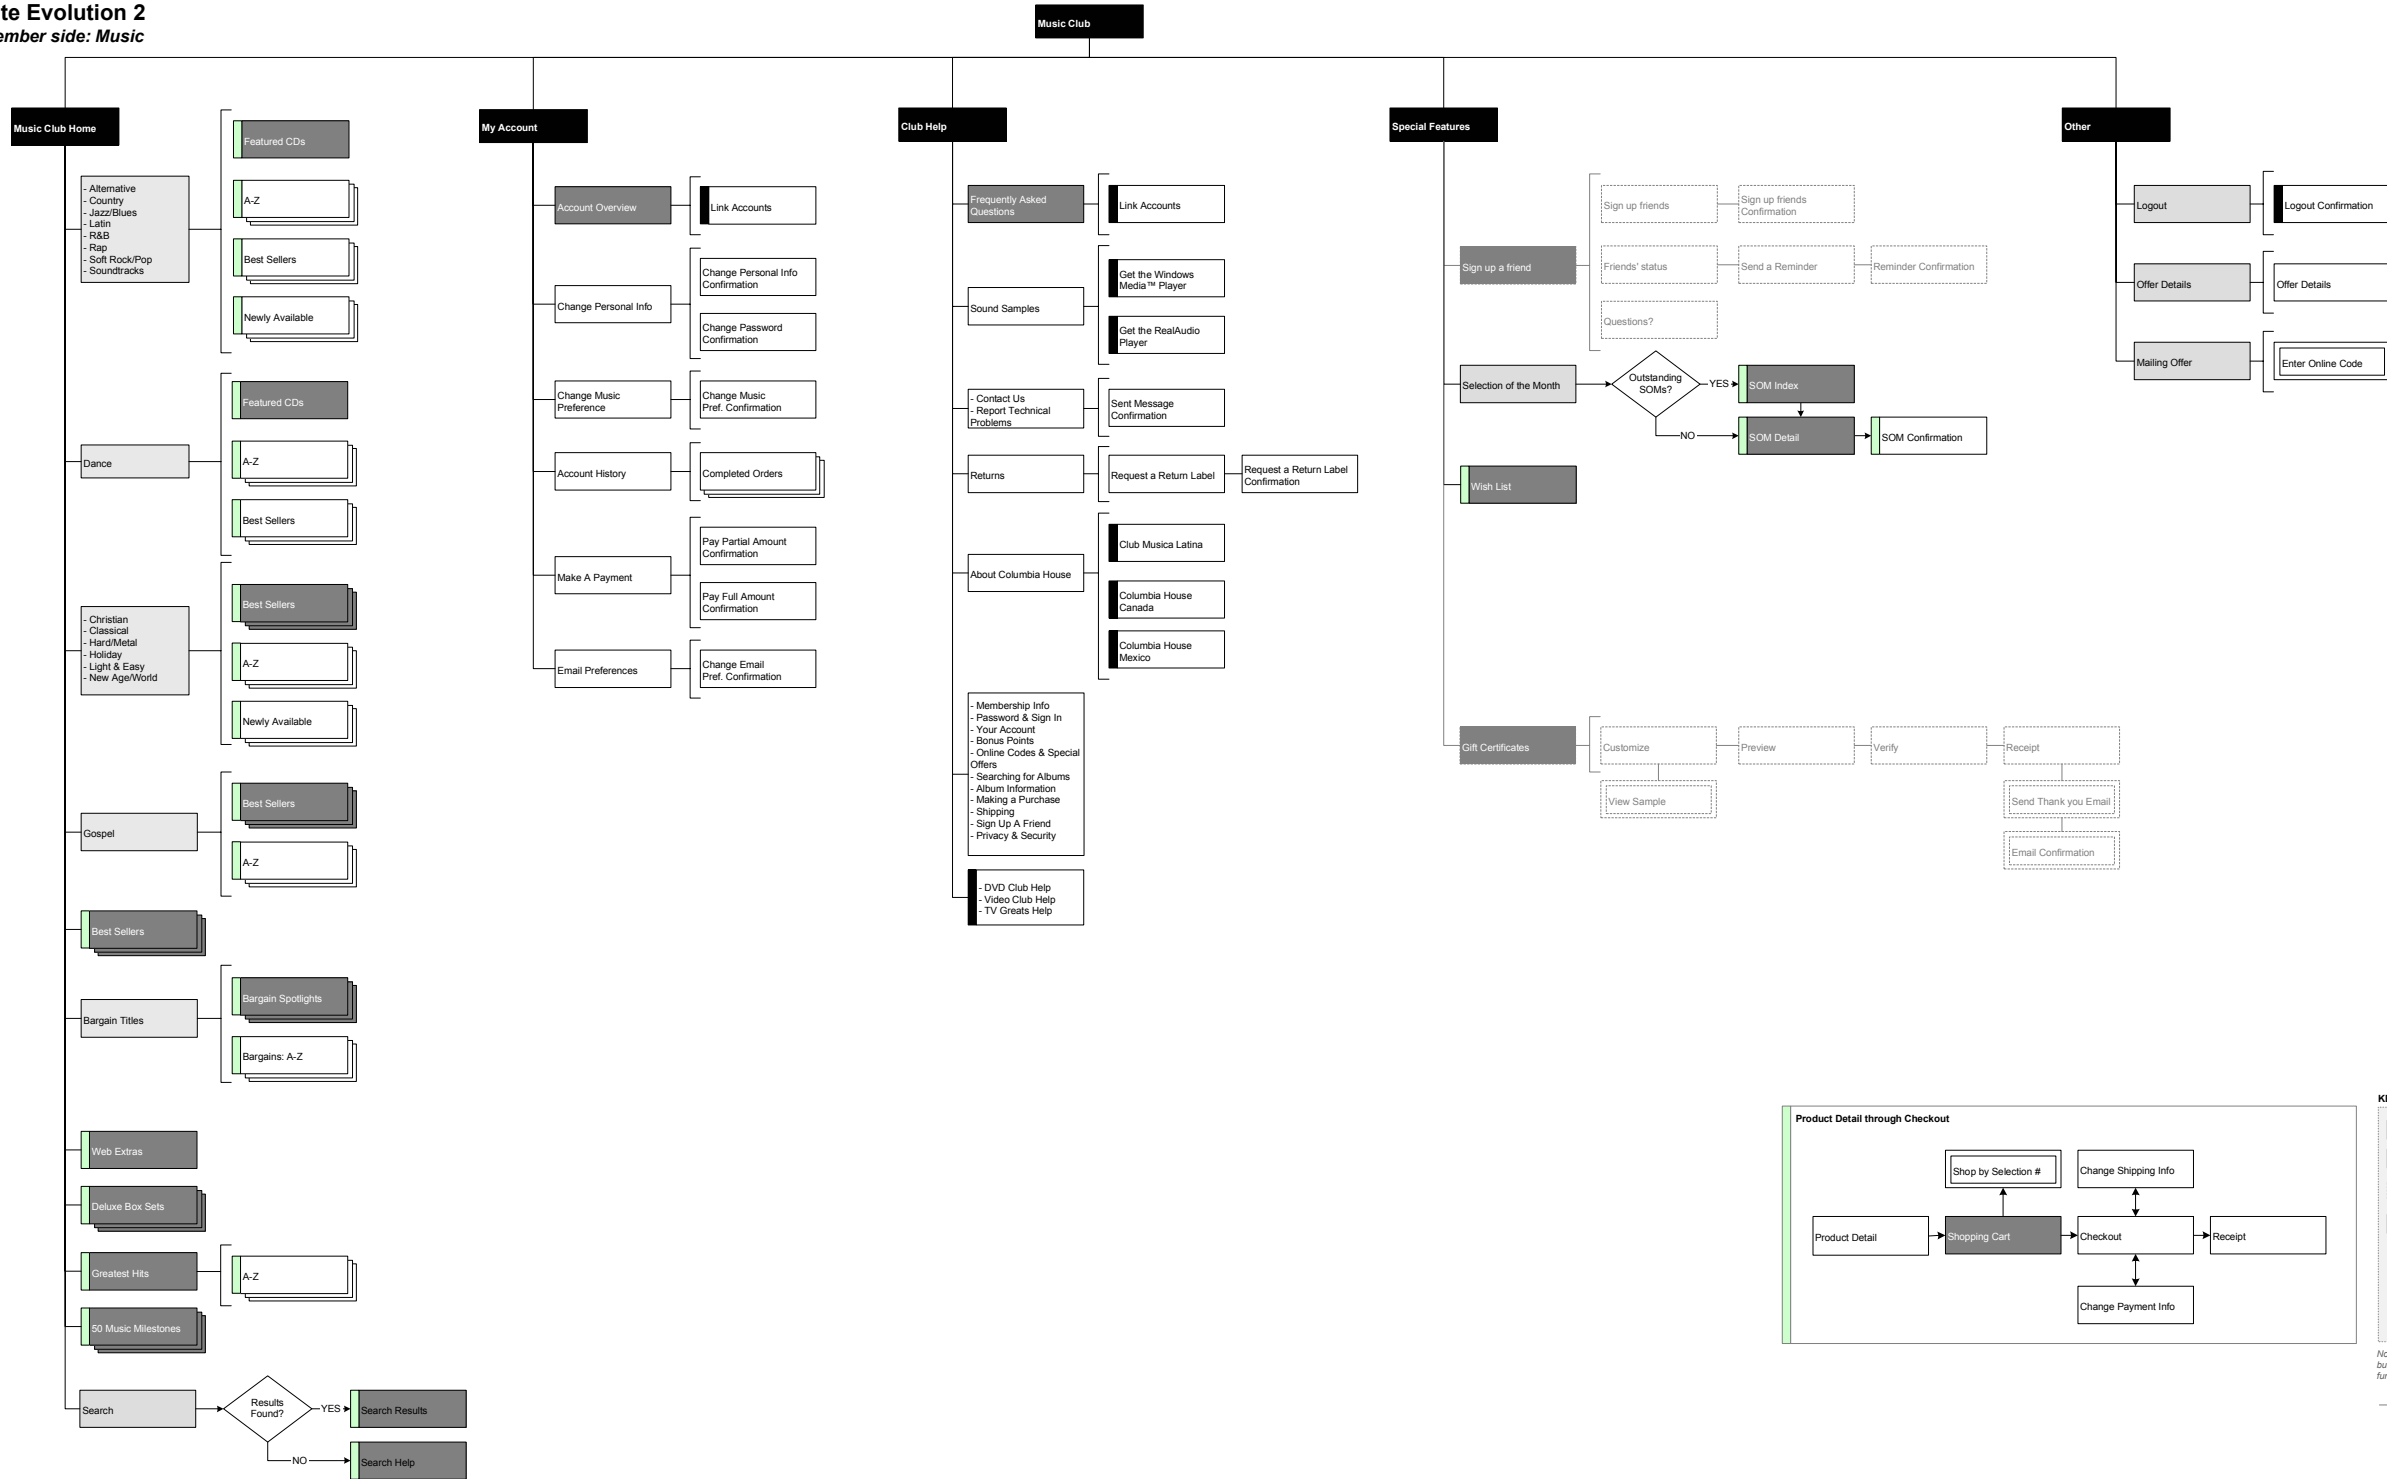 te Evolution 2
ember side: Music
Music Club
Music Club Home
- Alternative
- Country
- Jazz/Blues
- Latin
- R&B
- Rap
- Soft Rock/Pop
- Soundtracks
Featured CDs
A-Z
Best Sellers
Newly Available
Dance
Featured CDs
A-Z
Best Sellers
- Christian
- Classical
- Hard/Metal
- Holiday
- Light & Easy
- New Age/World
Best Sellers
A-Z
Newly Available
Gospel
Best Sellers
A-Z
Best Sellers
Bargain Titles
Bargain Spotlights
Bargains: A-Z
Web Extras
Deluxe Box Sets
Greatest Hits
A-Z
50 Music Milestones
Search
Results
Found?
YES
Search Results
NO
Search Help
My Account
Account Overview
Link Accounts
Change Personal Info
Change Personal Info
Confirmation
Change Password
Confirmation
Change Music
Preference
Change Music
Pref. Confirmation
Account History
Completed Orders
Make A Payment
Pay Partial Amount
Confirmation
Pay Full Amount
Confirmation
Email Preferences
Change Email
Pref. Confirmation
Club Help
Frequently Asked
Questions
Link Accounts
Sound Samples
Get the Windows
Media™ Player
Get the RealAudio
Player
- Contact Us
- Report Technical
Problems
Sent Message
Confirmation
Returns
Request a Return Label
Request a Return Label
Confirmation
About Columbia House
Club Musica Latina
Columbia House
Canada
Columbia House
Mexico
- Membership Info
- Password & Sign In
- Your Account
- Bonus Points
- Online Codes & Special
Offers
- Searching for Albums
- Album Information
- Making a Purchase
- Shipping
- Sign Up A Friend
- Privacy & Security
- DVD Club Help
- Video Club Help
- TV Greats Help
Special Features
Sign up a friend
Sign up friends
Sign up friends
Confirmation
Friends' status
Send a Reminder
Reminder Confirmation
Questions?
Selection of the Month
Outstanding
SOMs?
YES
SOM Index
NO
SOM Detail
SOM Confirmation
Wish List
Gift Certificates
Customize
Preview
Verify
Receipt
View Sample
Send Thank you Email
Email Confirmation
Other
Logout
Logout Confirmation
Offer Details
Offer Details
Mailing Offer
Enter Online Code
Product Detail through Checkout
Shop by Selection #
Change Shipping Info
Product Detail
Shopping Cart
Checkout
Receipt
Change Payment Info